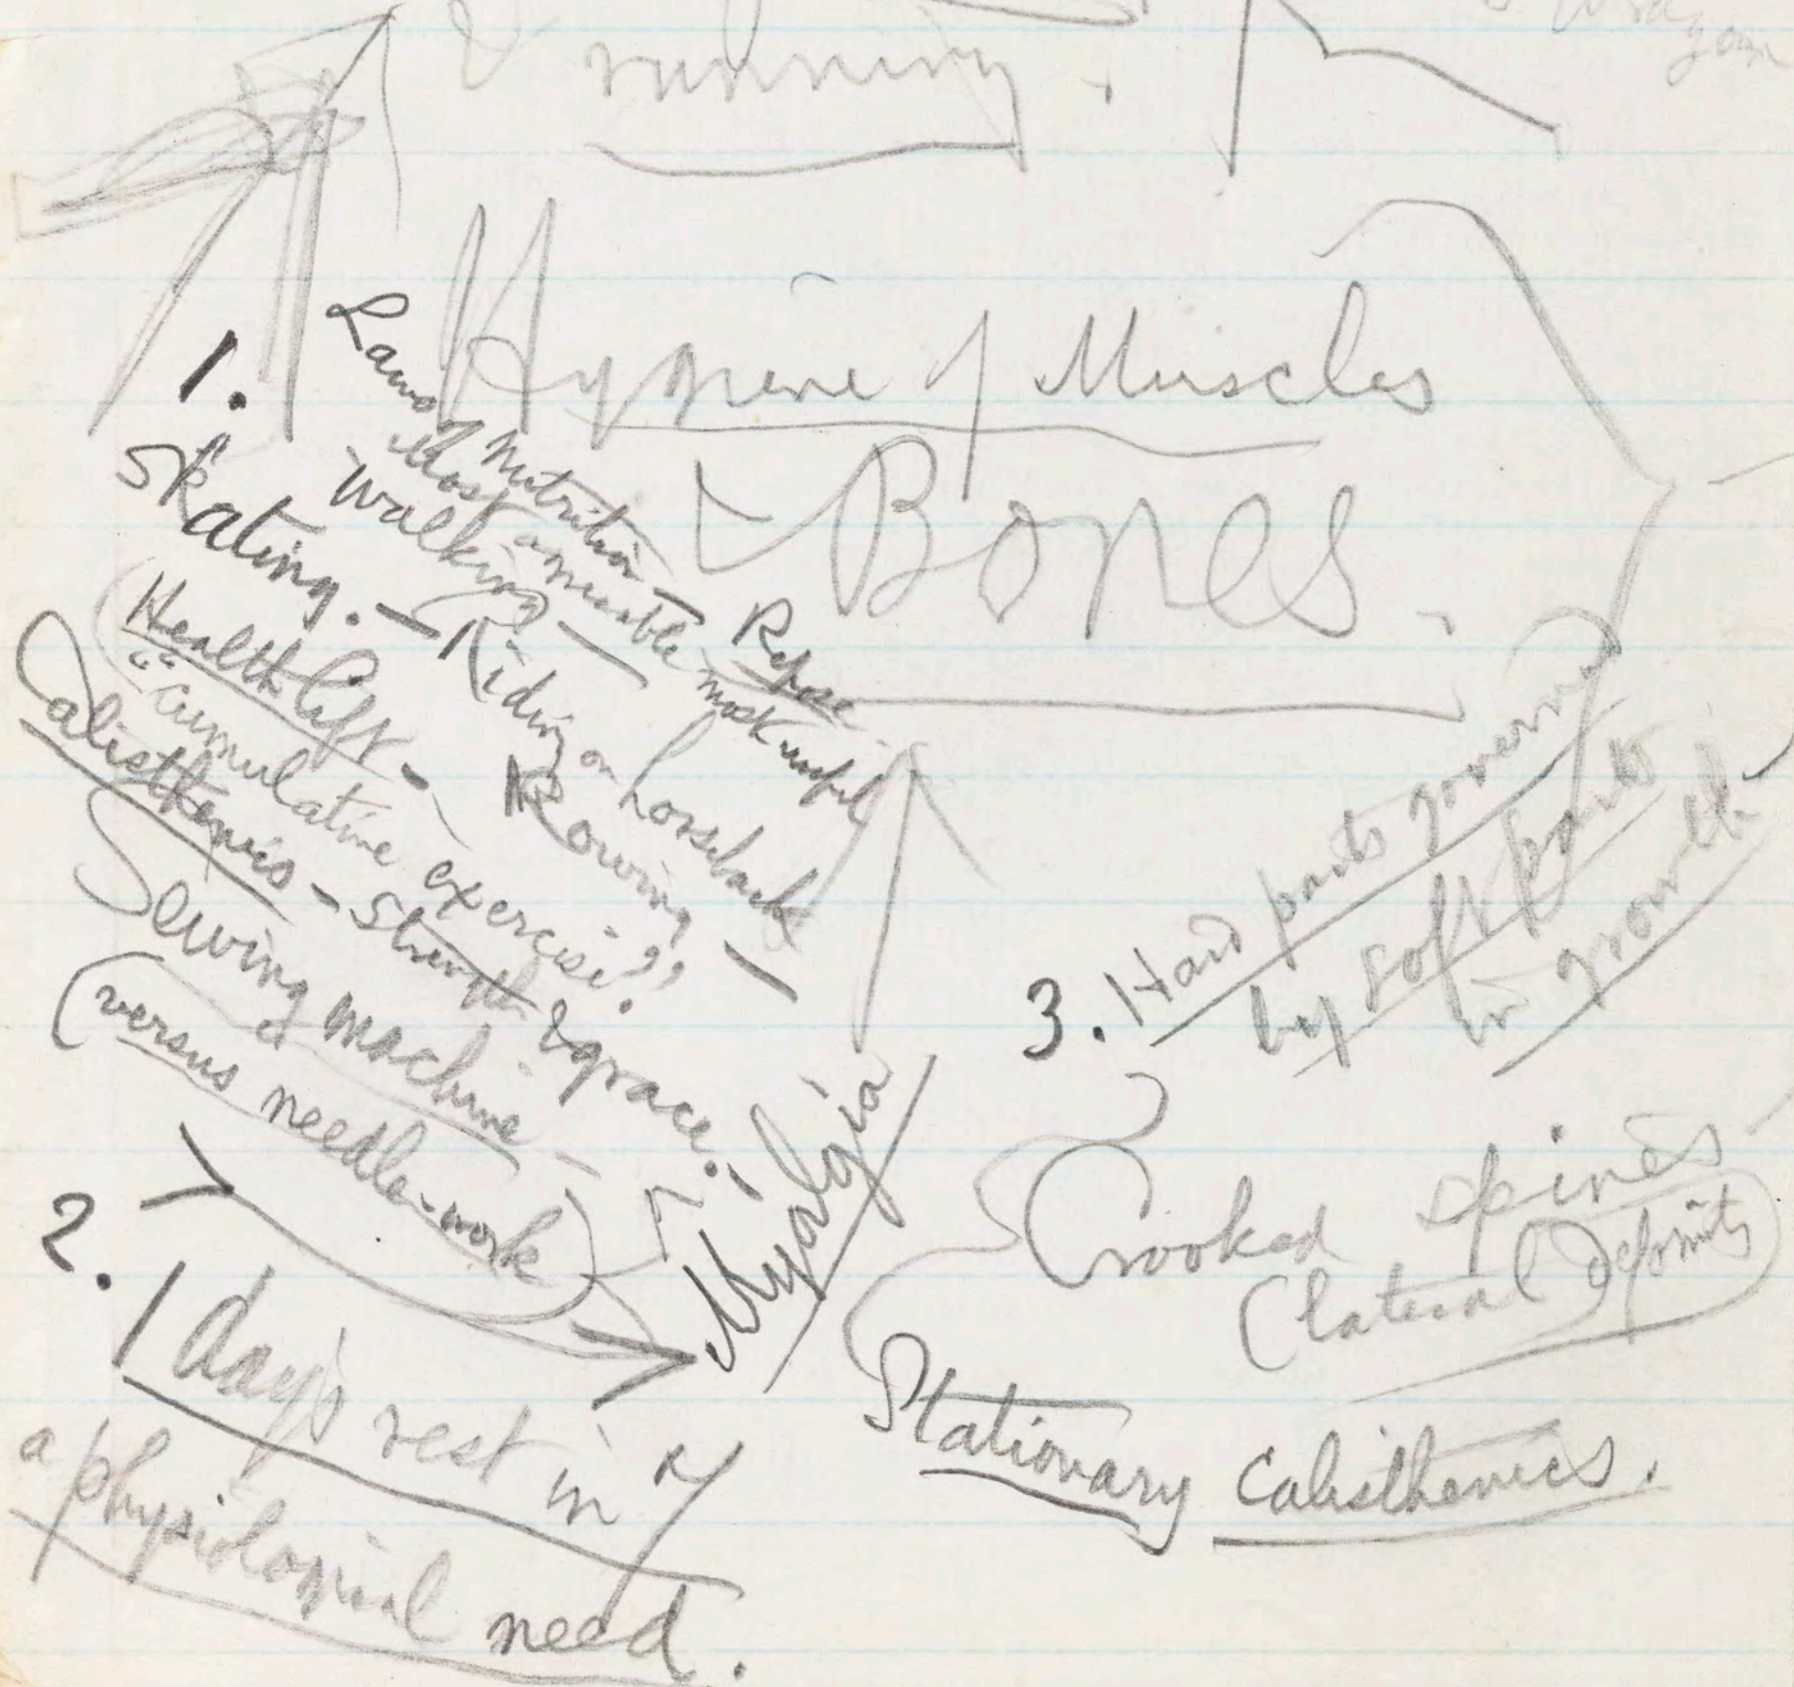 & running.
Hygiene of Muscles
& Bones.
Laws of Nutrition - Repose
Most amiable most useful
Walking -
1.
Skating. - Riding on horseback
Rowing -
Health lift -
"Cumulative exercise?"
Calisthenis - Strength & grace.
Sewing machine -
(versus needle-work)
Myalgia
2. 1 day's rest in 7
a physiological need.
3. Hard parts governed
by soft parts
in growth
Crooked spines
(lateral deformity)
Stationary Calisthenics.